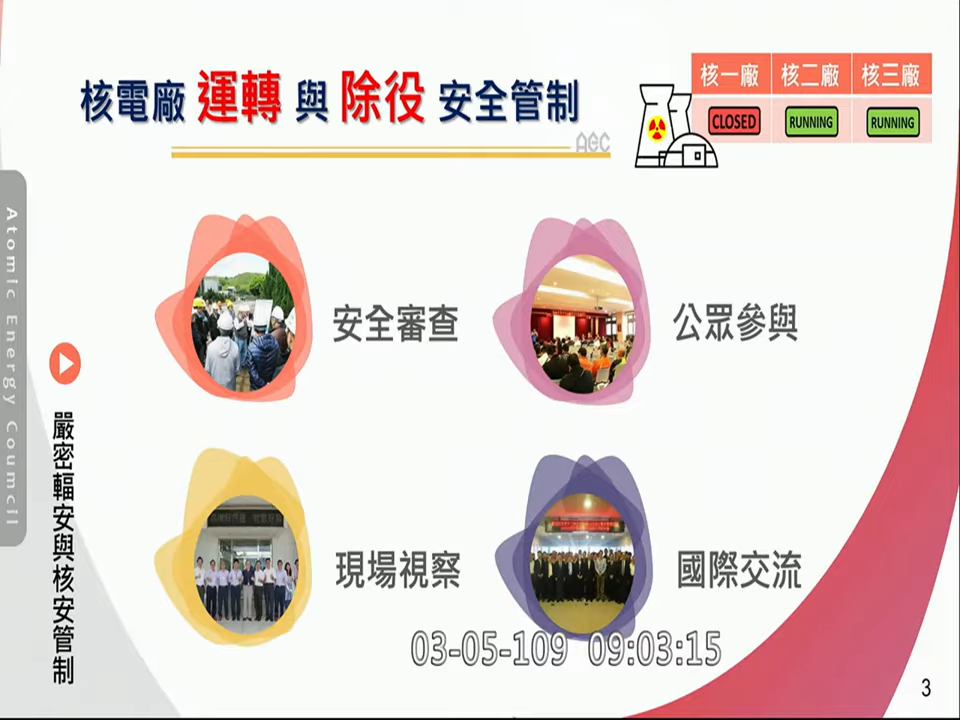 核電廠 運轉 與 除役 安全管制
AEC
核一廠 核二廠 核三廠
CLOSED RUNNING RUNNING
Atomic Energy Coumcil
嚴密輻安與核安管制
安全審查
公眾參與
現場視察
國際交流
03-05-109 09:03:15
3